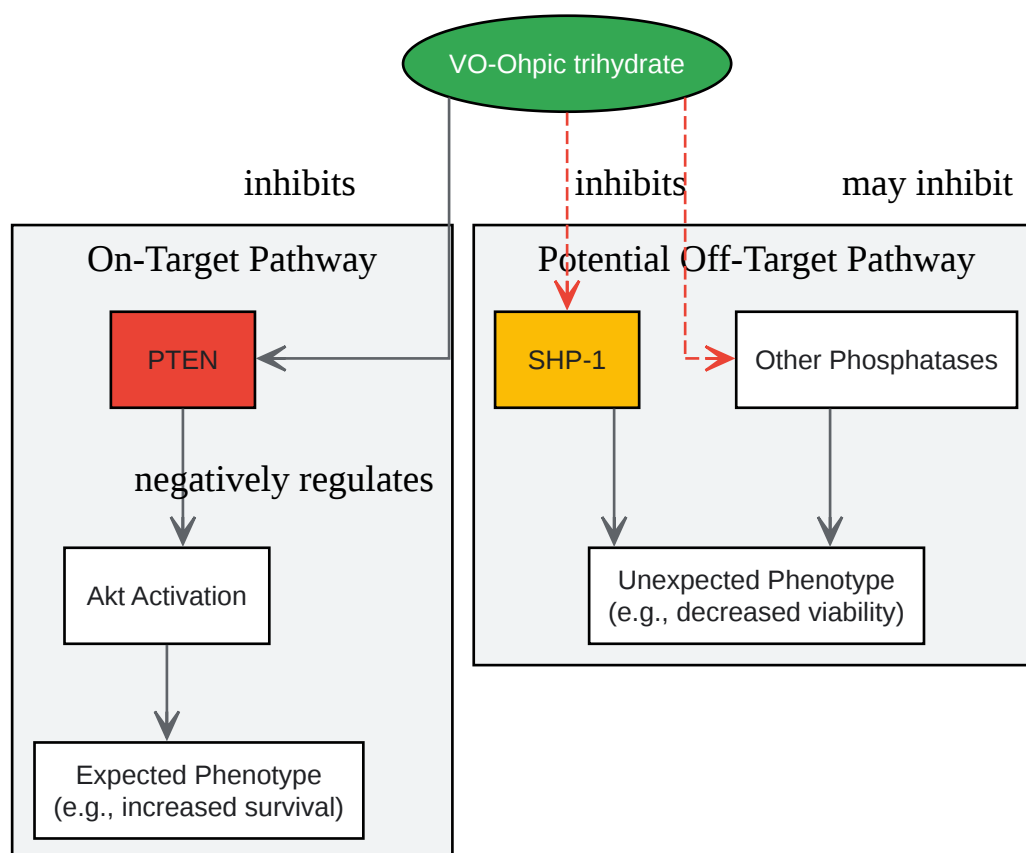 VO-Ohpic trihydrate
inhibits
inhibits
may inhibit
On-Target Pathway
Potential Off-Target Pathway
PTEN
SHP-1
Other Phosphatases
negatively regulates
Akt Activation
Unexpected Phenotype
(e.g., decreased viability)
Expected Phenotype
(e.g., increased survival)